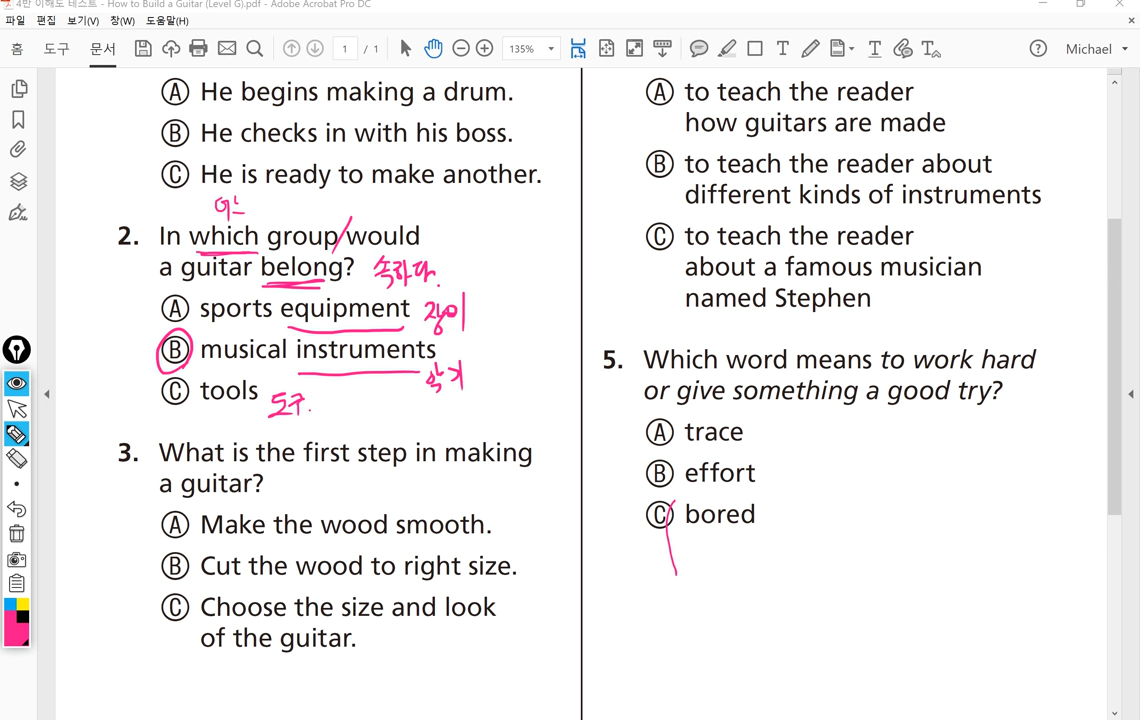 4만 이해도 테스트 - How to Build a Guitar (Level G).pdf - Adobe Acrobat Pro DC
파일 편집 보기(V) 창(W) 도움말(H)
홈 도구 문서 1 / 1 135% Michael
Ⓐ He begins making a drum.
Ⓑ He checks in with his boss.
Ⓒ He is ready to make another.
2. In which group would
a guitar belong? 속하다.
Ⓐ sports equipment 장비
Ⓑ musical instruments
악기
Ⓒ tools
도구.
3. What is the first step in making
a guitar?
Ⓐ Make the wood smooth.
Ⓑ Cut the wood to right size.
Ⓒ Choose the size and look
of the guitar.
Ⓐ to teach the reader
how guitars are made
Ⓑ to teach the reader about
different kinds of instruments
Ⓒ to teach the reader
about a famous musician
named Stephen
5. Which word means to work hard
or give something a good try?
Ⓐ trace
Ⓑ effort
Ⓒ bored